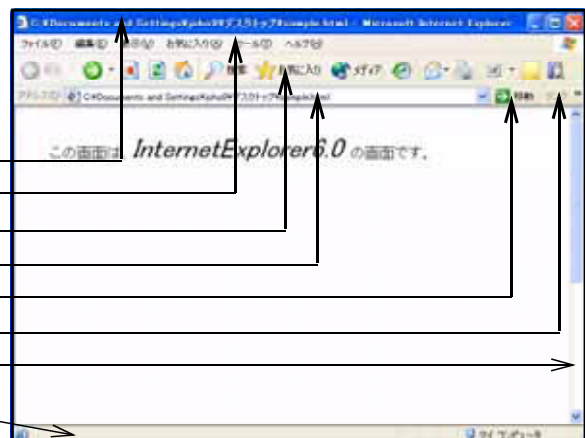 C:¥Documents and Settings¥pho9¥デスクトップ¥sample.html - Microsoft Internet Explorer
ファイル(F) 編集(E) 表示(V) お気に入り(A) ツール(T) ヘルプ(H)
検索 お気に入り メディア
アドレス(D) C:¥Documents and Settings¥pho9¥デスクトップ¥sample.html 移動
この画面は InternetExplorer6.0 の画面です。
マイ コンピュータ